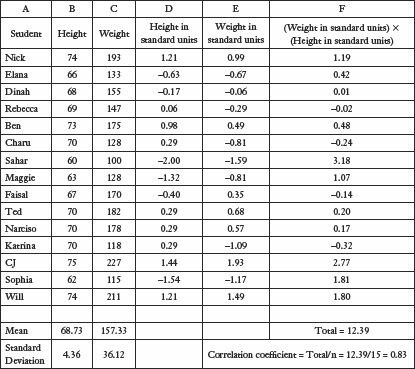 A B C D E F
Student Height Weight Height in standard units Weight in standard units (Weight in standard units) × (Height in standard units)
Nick 74 193 1.21 0.99 1.19
Elana 66 133 –0.63 –0.67 0.42
Dinah 68 155 –0.17 –0.06 0.01
Rebecca 69 147 0.06 –0.29 –0.02
Ben 73 175 0.98 0.49 0.48
Charu 70 128 0.29 –0.81 –0.24
Sahar 60 100 –2.00 –1.59 3.18
Maggie 63 128 –1.32 –0.81 1.07
Faisal 67 170 –0.40 0.35 –0.14
Ted 70 182 0.29 0.68 0.20
Narciso 70 178 0.29 0.57 0.17
Katrina 70 118 0.29 –1.09 –0.32
CJ 75 227 1.44 1.93 2.77
Sophia 62 115 –1.54 –1.17 1.81
Will 74 211 1.21 1.49 1.80
Mean 68.73 157.33 Total = 12.39
Standard Deviation 4.36 36.12 Correlation coefficient = Total/n = 12.39/15 = 0.83